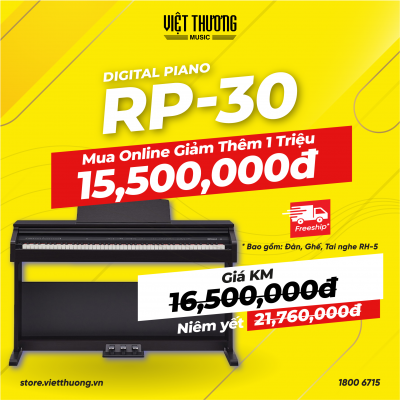 VIỆT THƯƠNG
MUSIC
DIGITAL PIANO
RP-30
Mua Online Giảm Thêm 1 Triệu
15,500,000đ
Freeship*
* Bao gồm: Đàn, Ghế, Tai nghe RH-5
Giá KM
16,500,000đ
Niêm yết 21,760,000đ
store.vietthuong.vn
1800 6715